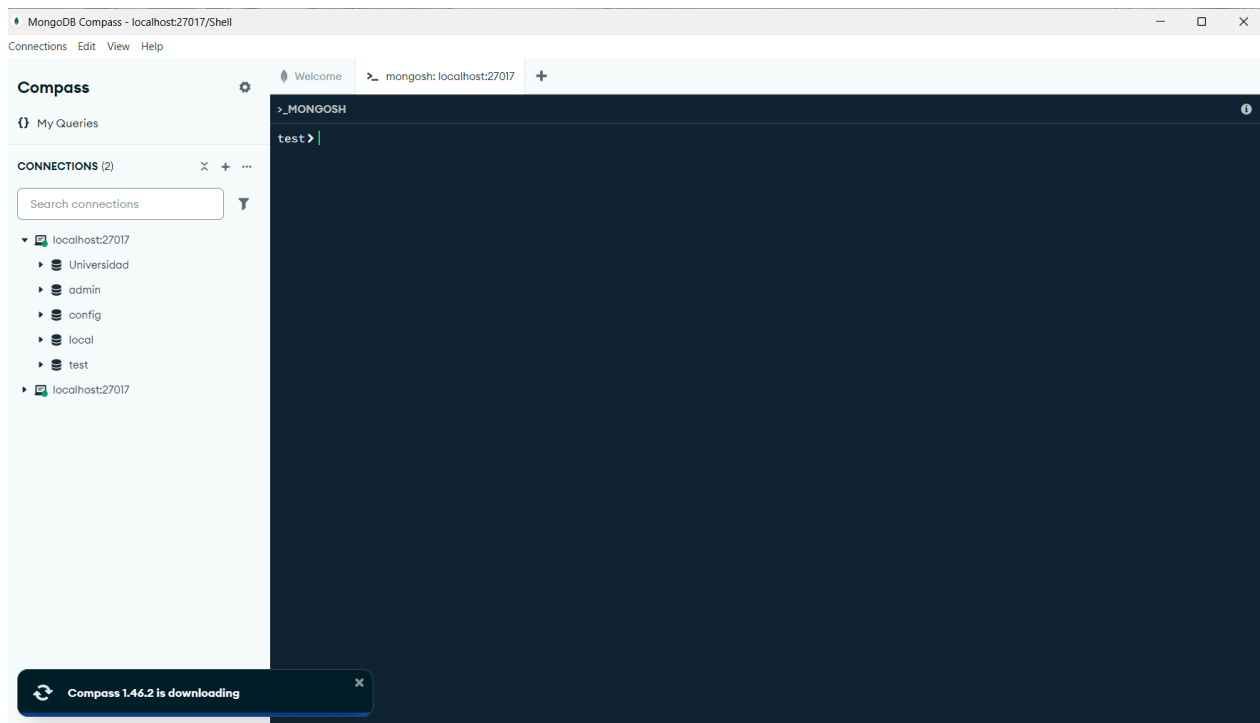 MongoDB Compass - localhost:27017/Shell
Connections Edit View Help
Compass
{} My Queries
CONNECTIONS (2)
Search connections
localhost:27017
Universidad
admin
config
local
test
localhost:27017
Welcome
>_ mongosh: localhost:27017
>_MONGOSH
test>
Compass 1.46.2 is downloading